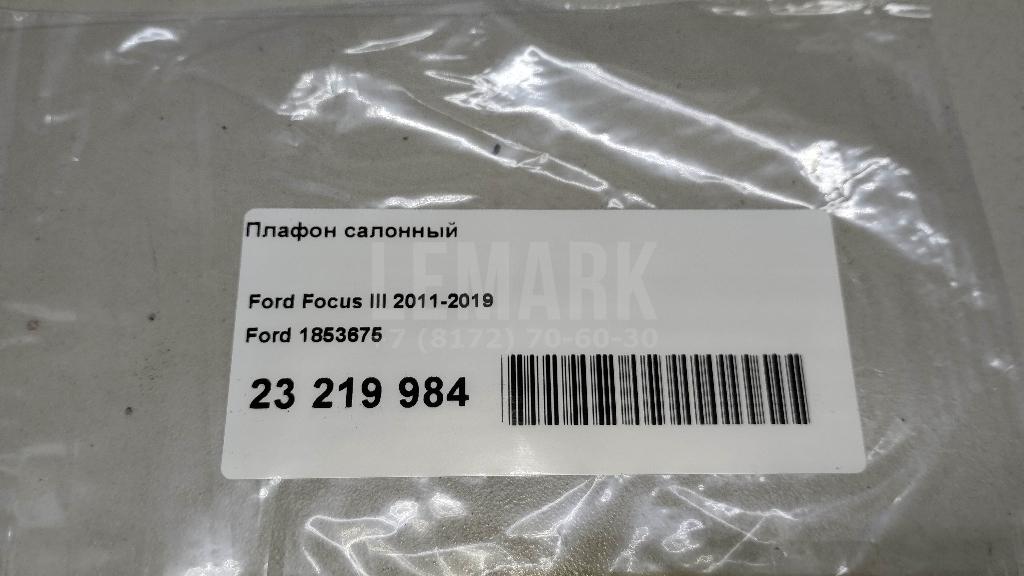 Плафон салонный
LEMARK
Ford Focus III 2011-2019
Ford 1853675
+7 (8172) 70-60-30
23 219 984